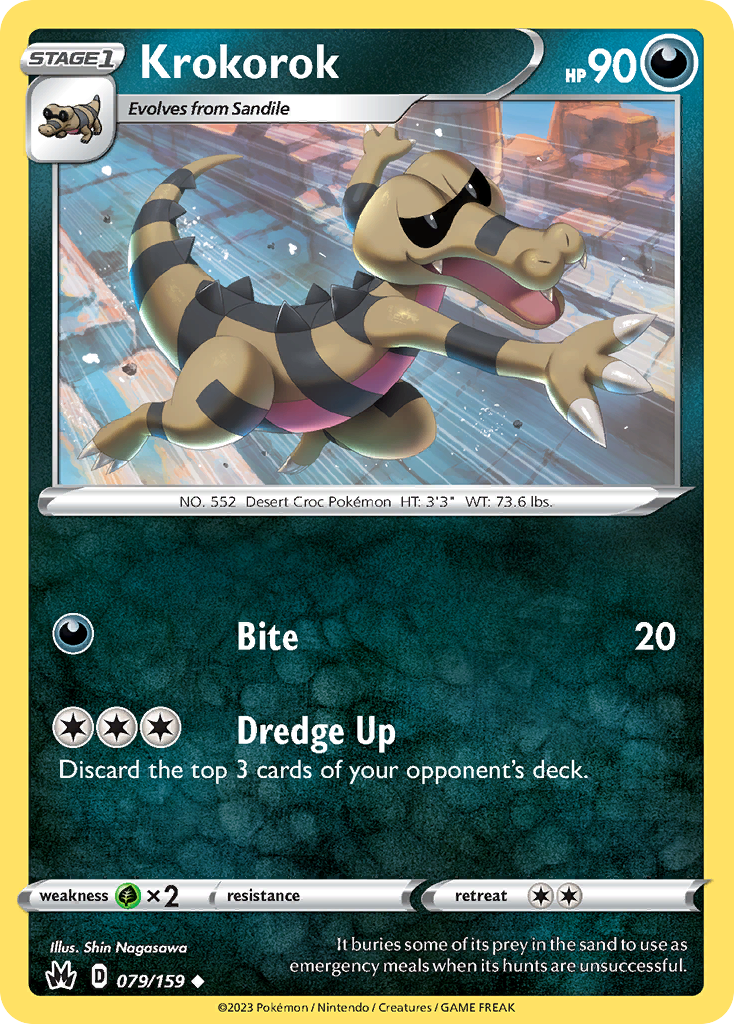 STAGE1
Krokorok
HP90
Evolves from Sandile
NO. 552 Desert Croc Pokémon HT: 3'3" WT: 73.6 lbs.
Bite 20
Dredge Up
Discard the top 3 cards of your opponent's deck.
weakness ×2 resistance retreat
Illus. Shin Nagasawa
It buries some of its prey in the sand to use as
emergency meals when its hunts are unsuccessful.
D 079/159
©2023 Pokémon / Nintendo / Creatures / GAME FREAK